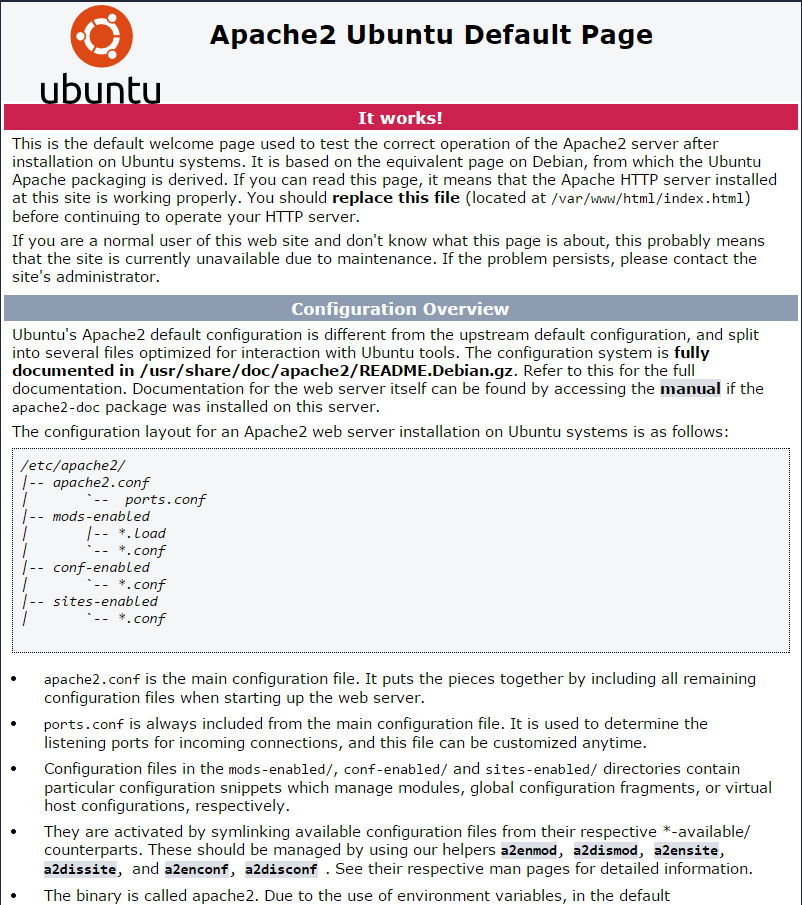 Apache2 Ubuntu Default Page
ubuntu
It works!
This is the default welcome page used to test the correct operation of the Apache2 server after
installation on Ubuntu systems. It is based on the equivalent page on Debian, from which the Ubuntu
Apache packaging is derived. If you can read this page, it means that the Apache HTTP server installed
at this site is working properly. You should replace this file (located at /var/www/html/index.html)
before continuing to operate your HTTP server.
If you are a normal user of this web site and don't know what this page is about, this probably means
that the site is currently unavailable due to maintenance. If the problem persists, please contact the
site's administrator.
Configuration Overview
Ubuntu's Apache2 default configuration is different from the upstream default configuration, and split
into several files optimized for interaction with Ubuntu tools. The configuration system is fully
documented in /usr/share/doc/apache2/README.Debian.gz. Refer to this for the full
documentation. Documentation for the web server itself can be found by accessing the manual if the
apache2-doc package was installed on this server.
The configuration layout for an Apache2 web server installation on Ubuntu systems is as follows:
/etc/apache2/
|-- apache2.conf
|       `--  ports.conf
|-- mods-enabled
|       |-- *.load
|       `-- *.conf
|-- conf-enabled
|       `-- *.conf
|-- sites-enabled
|       `-- *.conf
• apache2.conf is the main configuration file. It puts the pieces together by including all remaining
configuration files when starting up the web server.
• ports.conf is always included from the main configuration file. It is used to determine the
listening ports for incoming connections, and this file can be customized anytime.
• Configuration files in the mods-enabled/, conf-enabled/ and sites-enabled/ directories contain
particular configuration snippets which manage modules, global configuration fragments, or virtual
host configurations, respectively.
• They are activated by symlinking available configuration files from their respective *-available/
counterparts. These should be managed by using our helpers a2enmod, a2dismod, a2ensite,
a2dissite, and a2enconf, a2disconf . See their respective man pages for detailed information.
• The binary is called apache2. Due to the use of environment variables, in the default